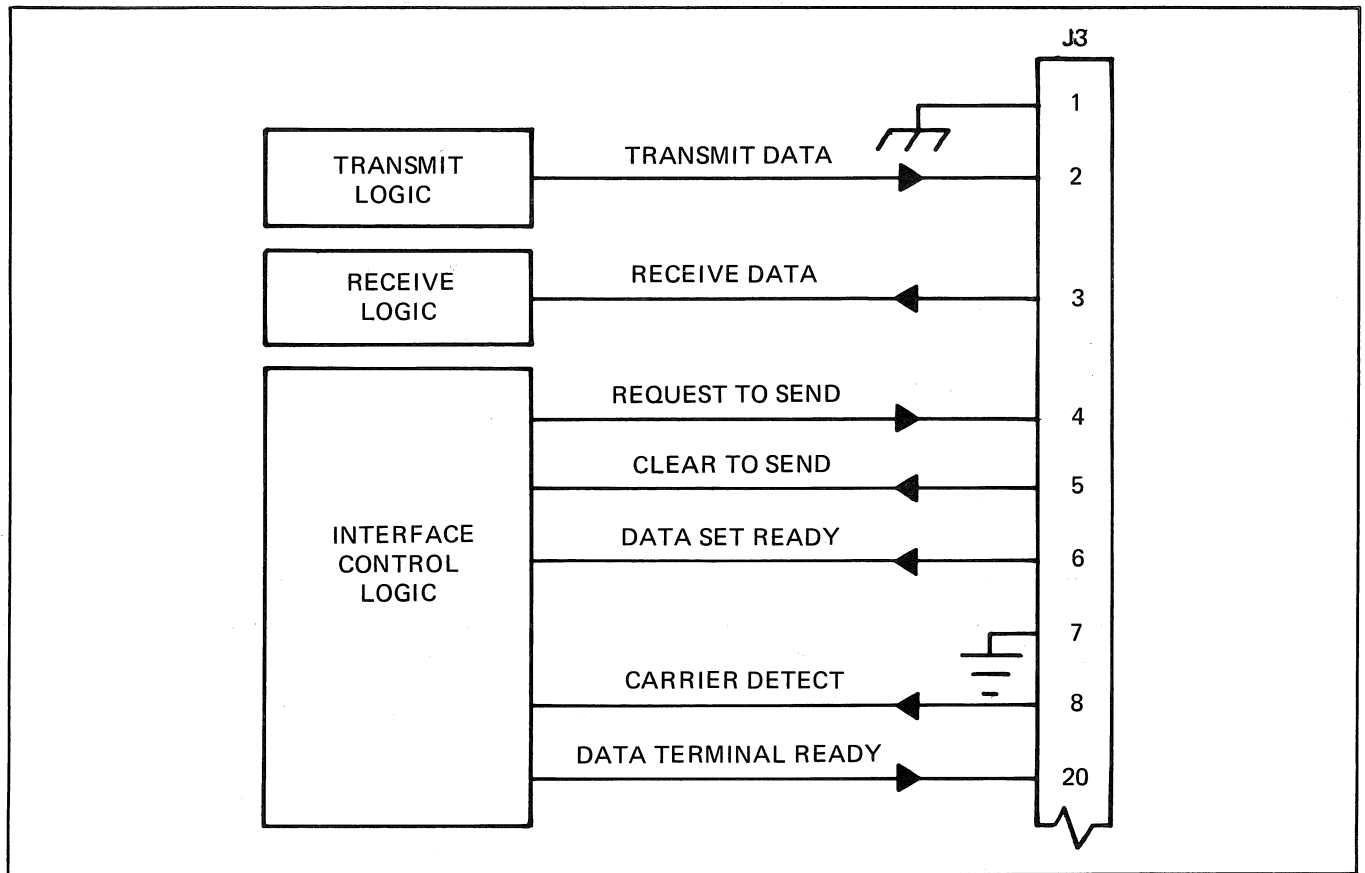 J3
1
TRANSMIT
LOGIC
TRANSMIT DATA
2
RECEIVE
LOGIC
RECEIVE DATA
3
REQUEST TO SEND
4
CLEAR TO SEND
5
INTERFACE
CONTROL
LOGIC
DATA SET READY
6
7
CARRIER DETECT
8
DATA TERMINAL READY
20